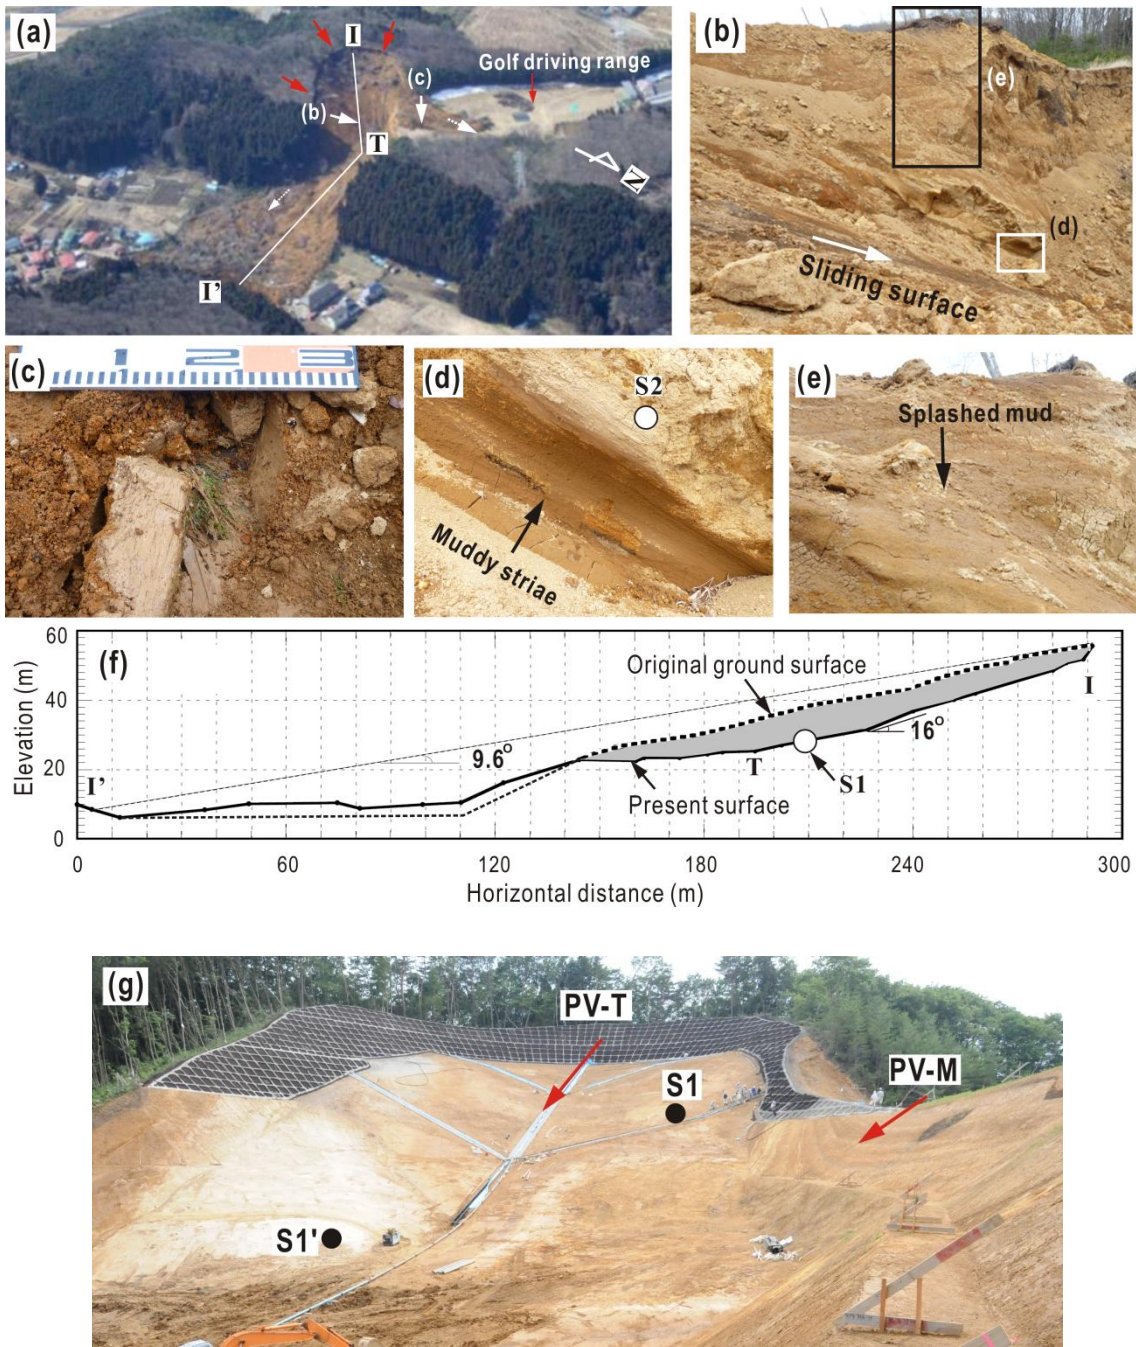 (a)
I
Golf driving range
(c)
(b)
T
N
I'
(b)
(e)
(d)
Sliding surface
(c)
1 2 3
(d)
S2
Muddy striae
(e)
Splashed mud
(f)
Elevation (m)
60
40
20
0
Original ground surface
I
16°
9.6°
I'
T
S1
Present surface
0 60 120 180 240 300
Horizontal distance (m)
(g)
PV-T
S1
PV-M
S1'